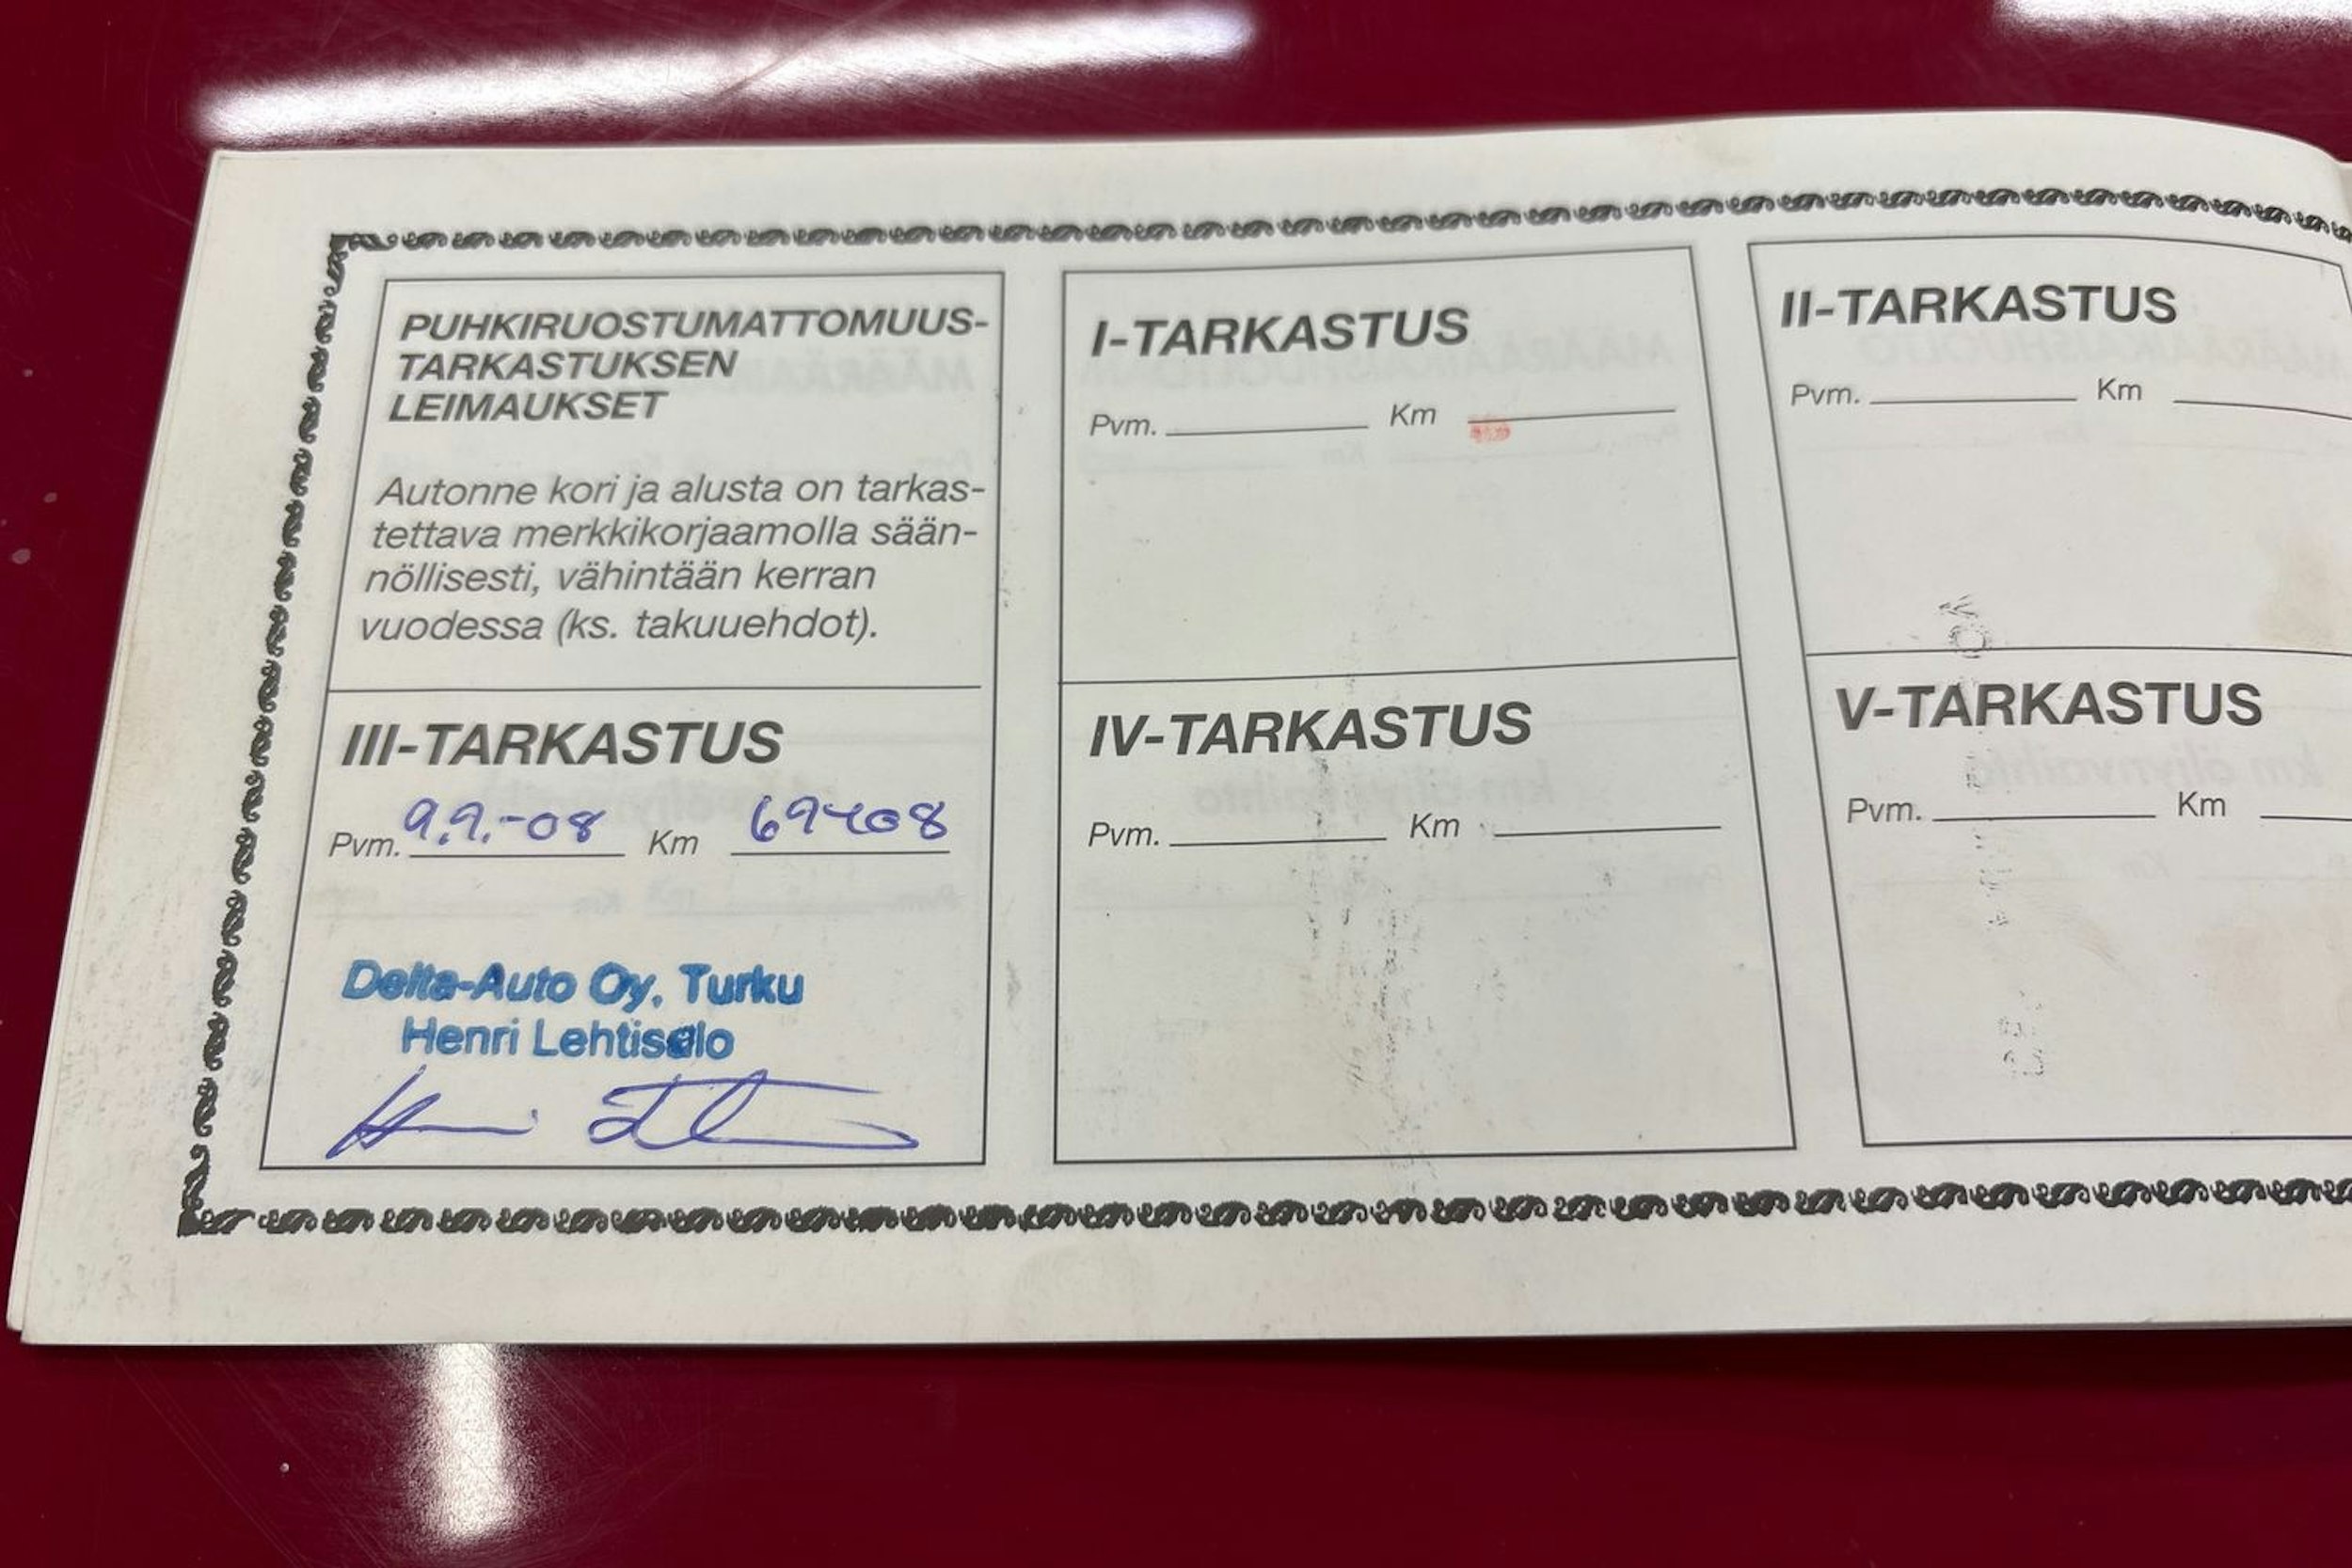 PUHKIRUOSTUMATTOMUUS-
TARKASTUKSEN
LEIMAUKSET
Autonne kori ja alusta on tarkas-
tettava merkkikorjaamolla sään-
nöllisesti, vähintään kerran
vuodessa (ks. takuuehdot).
I-TARKASTUS
Pvm. Km
II-TARKASTUS
Pvm. Km
III-TARKASTUS
Pvm. 9.9.-08 Km 69408
Delta-Auto Oy, Turku
Henri Lehtisalo
IV-TARKASTUS
Pvm. Km
V-TARKASTUS
Pvm. Km